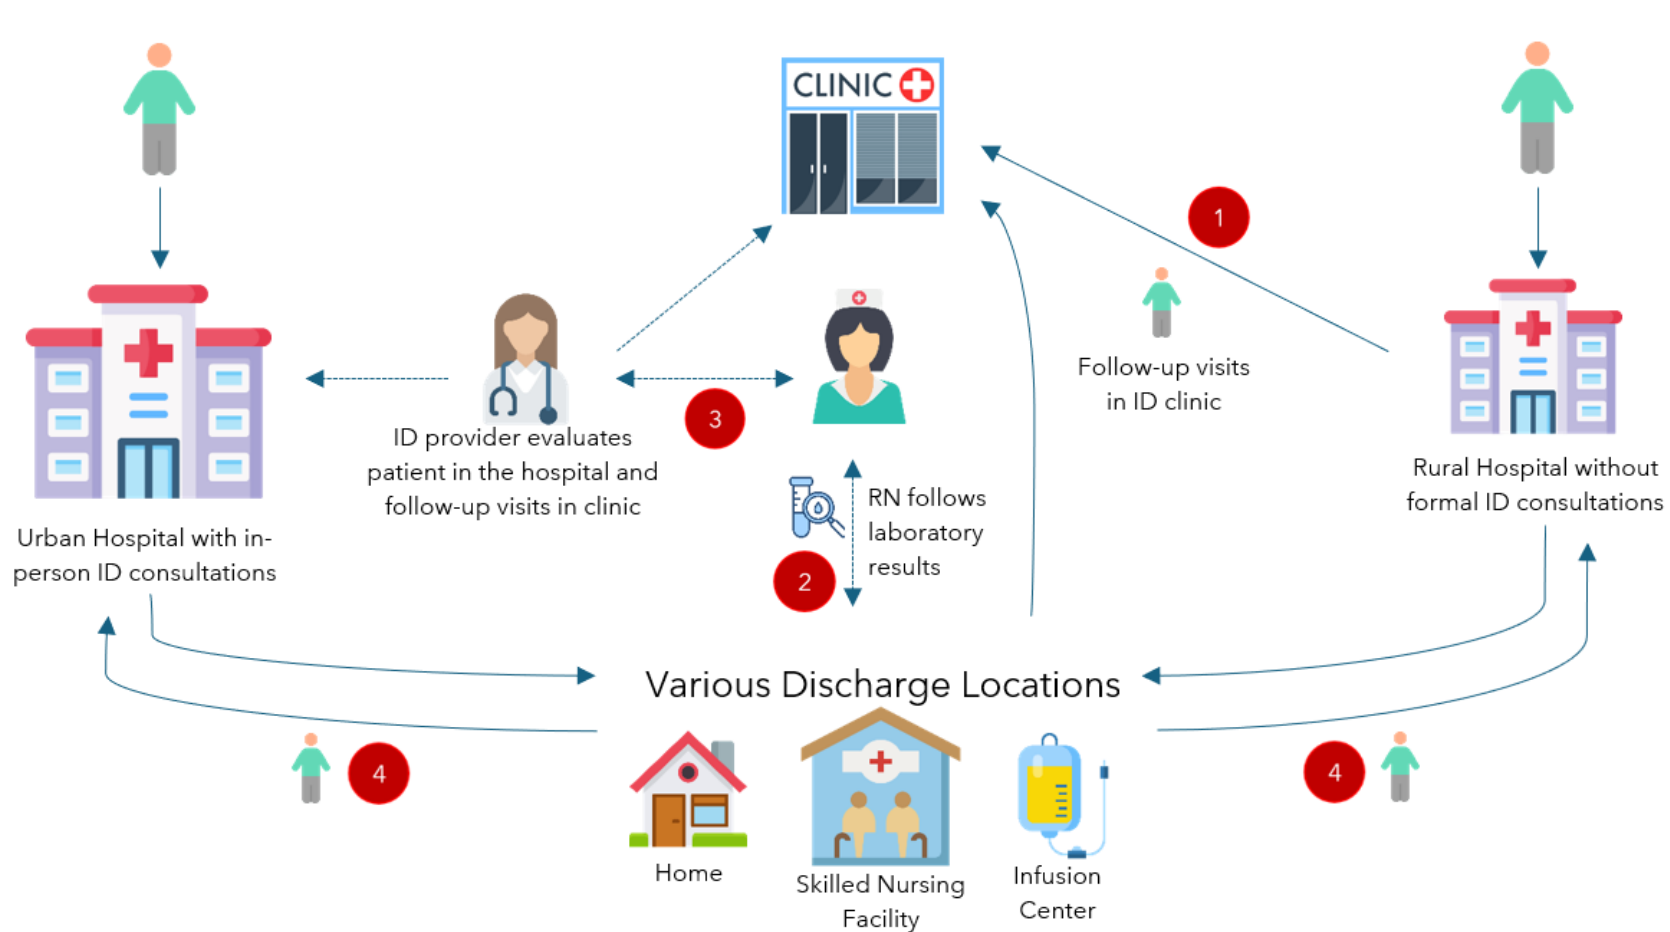 CLINIC
1
Follow-up visits
in ID clinic
ID provider evaluates
patient in the hospital and
follow-up visits in clinic
3
RN follows
laboratory
results
2
Urban Hospital with in-
person ID consultations
Rural Hospital without
formal ID consultations
Various Discharge Locations
4
4
Home
Skilled Nursing
Facility
Infusion
Center